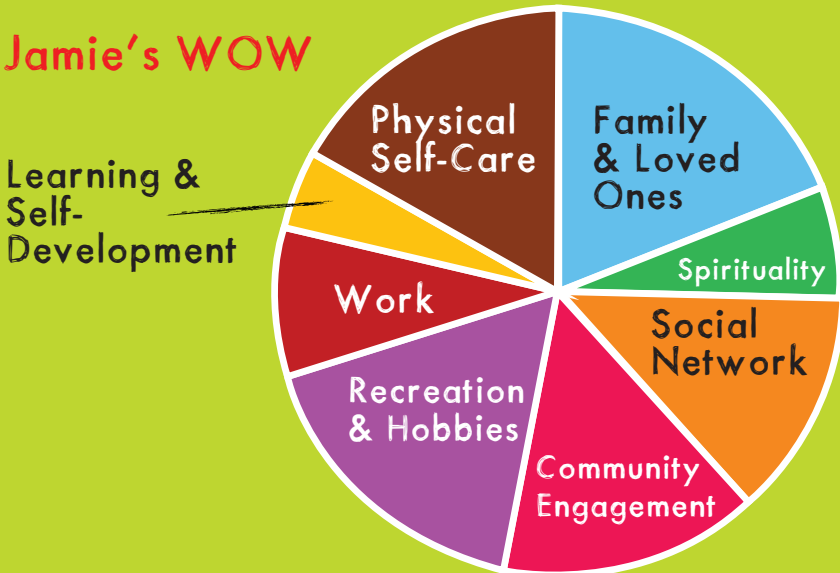 Jamie's WOW
Physical
Self-Care
Family
& Loved
Ones
Learning &
Self-
Development
Spirituality
Work
Social
Network
Recreation
& Hobbies
Community
Engagement